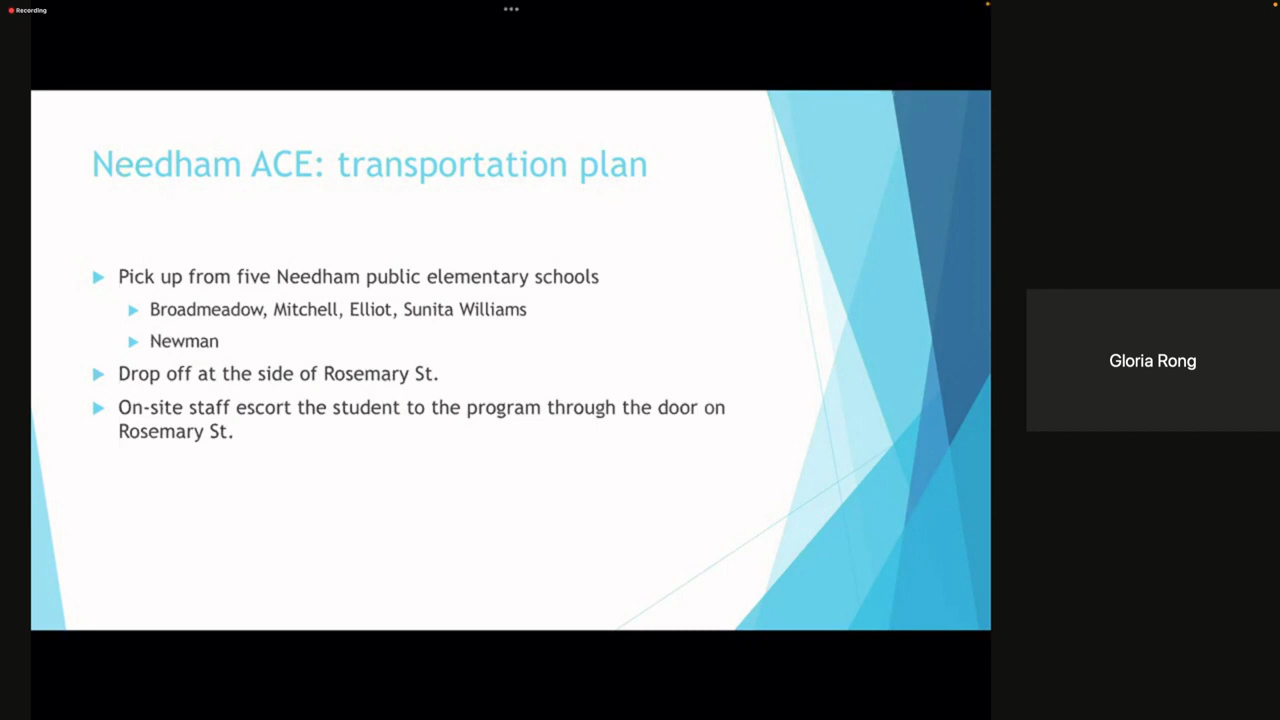 Recording
Needham ACE: transportation plan
Pick up from five Needham public elementary schools
Broadmeadow, Mitchell, Elliot, Sunita Williams
Newman
Drop off at the side of Rosemary St.
On-site staff escort the student to the program through the door on
Rosemary St.
Gloria Rong